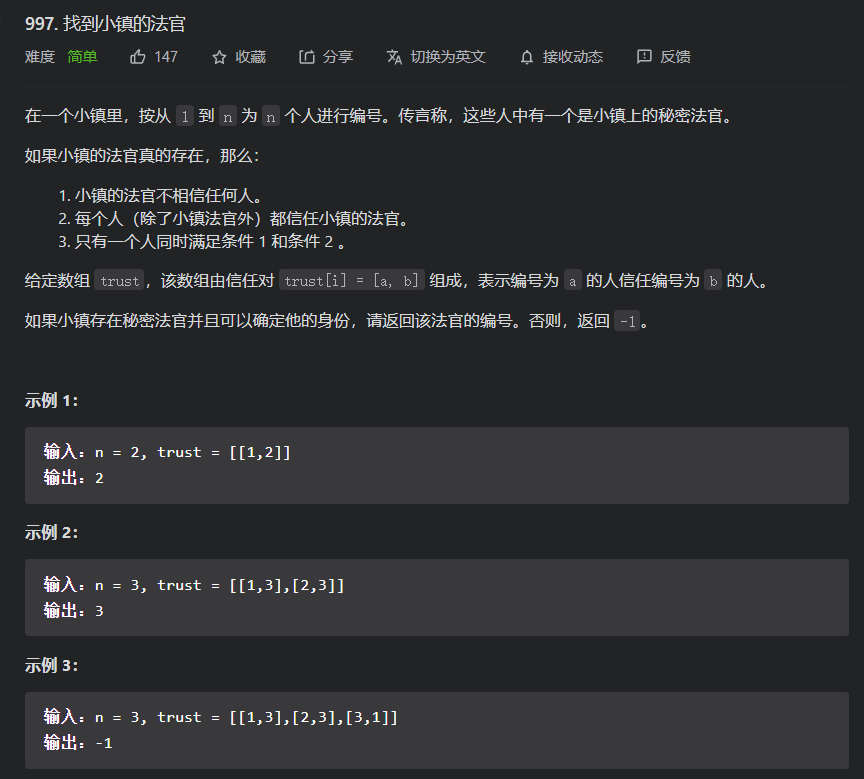 997. 找到小镇的法官
难度 简单 147 收藏 分享 切换为英文 接收动态 反馈
在一个小镇里，按从 1 到 n 为 n 个人进行编号。传言称，这些人中有一个是小镇上的秘密法官。
如果小镇的法官真的存在，那么：
1. 小镇的法官不相信任何人。
2. 每个人（除了小镇法官外）都信任小镇的法官。
3. 只有一个人同时满足条件 1 和条件 2 。
给定数组 trust，该数组由信任对 trust[i] = [a, b] 组成，表示编号为 a 的人信任编号为 b 的人。
如果小镇存在秘密法官并且可以确定他的身份，请返回该法官的编号。否则，返回 -1。
示例 1：
输入：n = 2, trust = [[1,2]]
输出：2
示例 2：
输入：n = 3, trust = [[1,3],[2,3]]
输出：3
示例 3：
输入：n = 3, trust = [[1,3],[2,3],[3,1]]
输出：-1